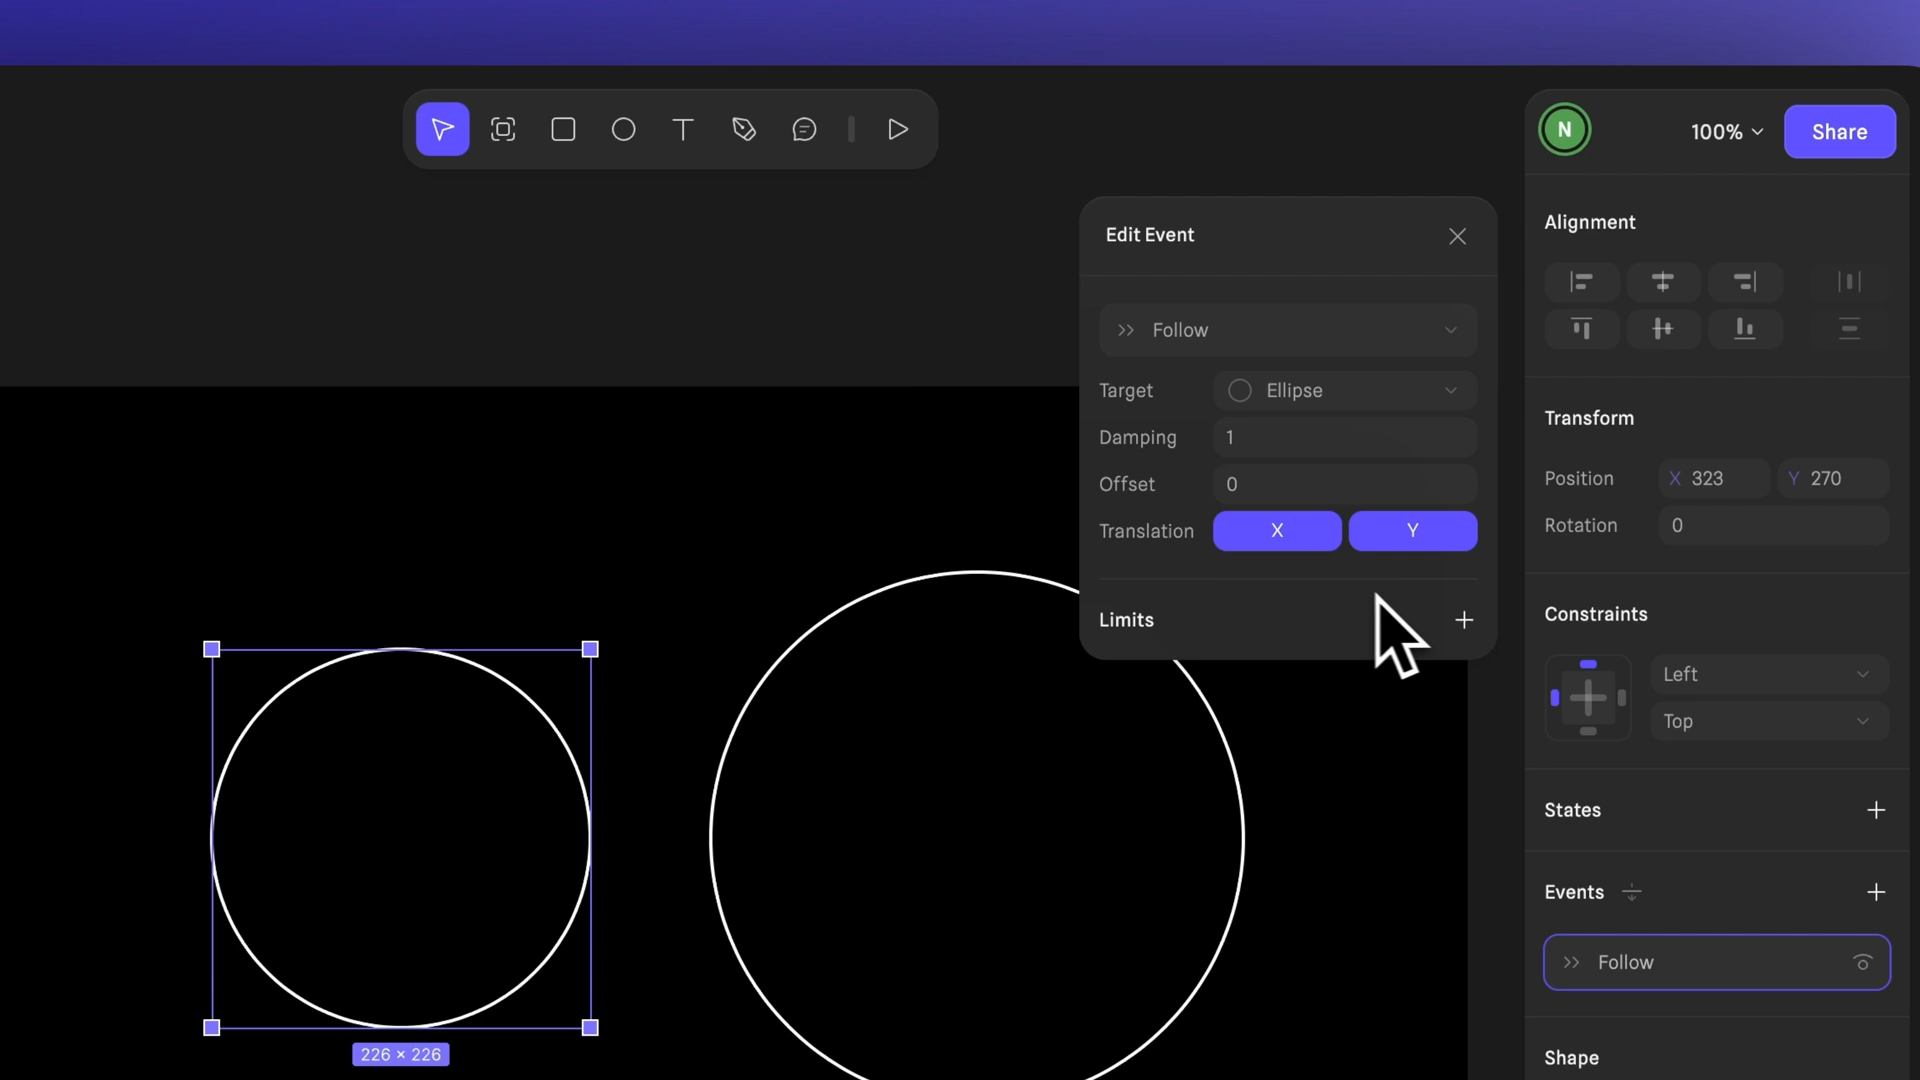 N
100%
Share
Edit Event
Follow
Target
Ellipse
Damping
1
Offset
0
Translation
X
Y
Limits
Alignment
Transform
Position
X 323
Y 270
Rotation
0
Constraints
Left
Top
States
Events
Follow
Shape
226 × 226